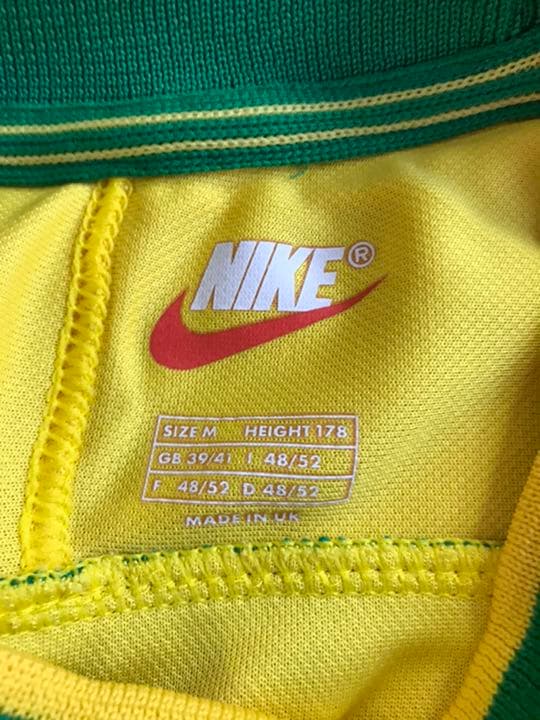 NIKE®
SIZE M HEIGHT 178
GB 39/41 I 48/52
F 48/52 D 48/52
MADE IN UK